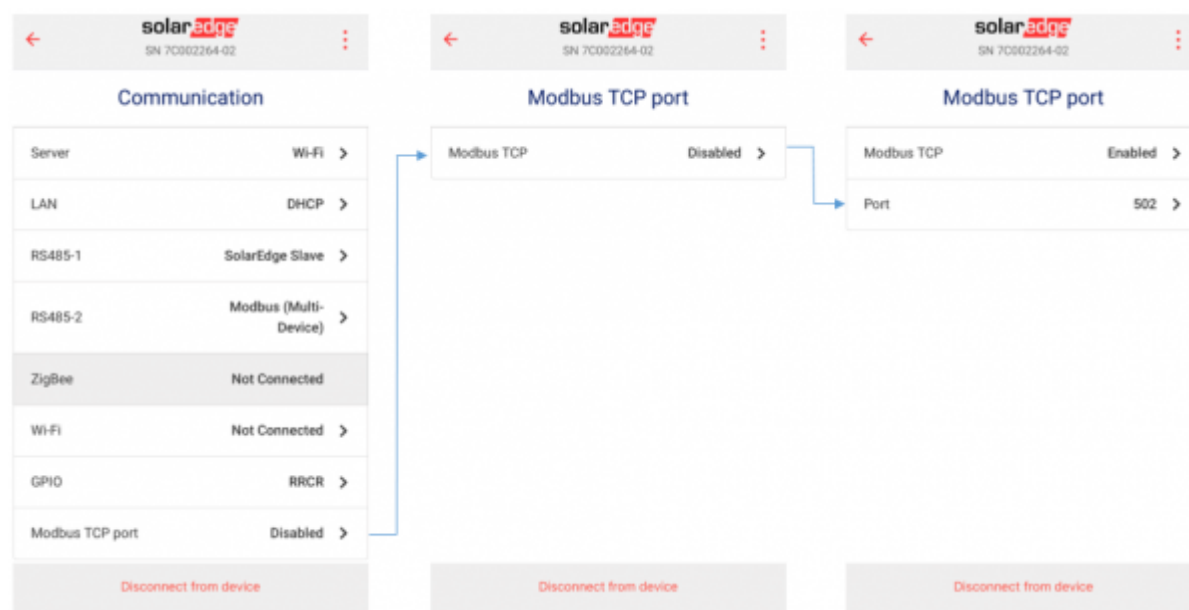 solaredge
SN 7C002264-02
Communication
Server Wi-Fi
LAN DHCP
RS485-1 SolarEdge Slave
RS485-2 Modbus (Multi-
Device)
ZigBee Not Connected
Wi-Fi Not Connected
GPIO RRCR
Modbus TCP port Disabled
Disconnect from device
solaredge
SN 7C002264-02
Modbus TCP port
Modbus TCP Disabled
Disconnect from device
solaredge
SN 7C002264-02
Modbus TCP port
Modbus TCP Enabled
Port 502
Disconnect from device